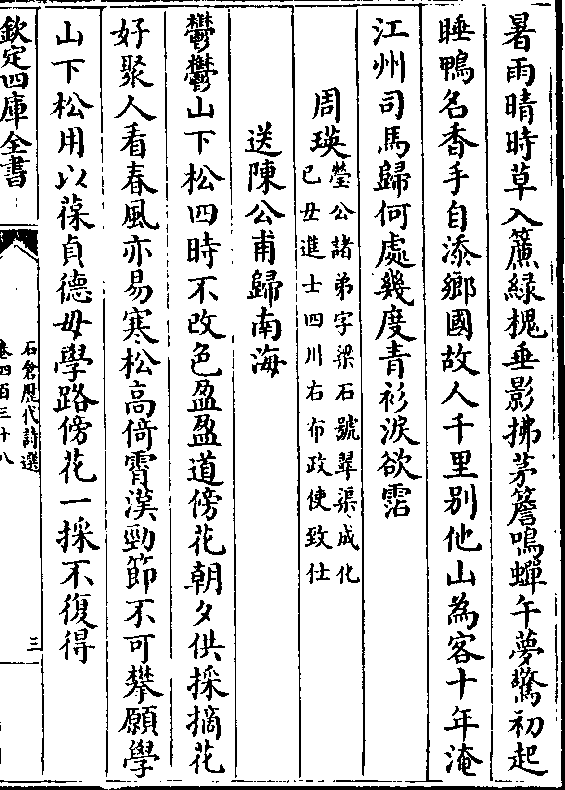 暑雨晴時草入簾緑槐垂影拂茅簷鳴蟬午夢驚初起
睡鴨名香手自添鄉國故人千里别他山為客十年淹
江州司馬歸何處幾度青衫淚欲霑
周瑛瑩公諸弟字梁石號翠渠成化
已丑進士四川右布政使致仕
送陳公甫歸南海
鬱鬱山下松四時不改色盈盈道傍花朝夕供採摘花
好聚人看春風亦易寒松高倚霄漢勁節不可攀願學
山下松用以葆貞德毋學路傍花一採不復得
欽定四庫全書
石倉歷代詩選
卷四百三十八
三